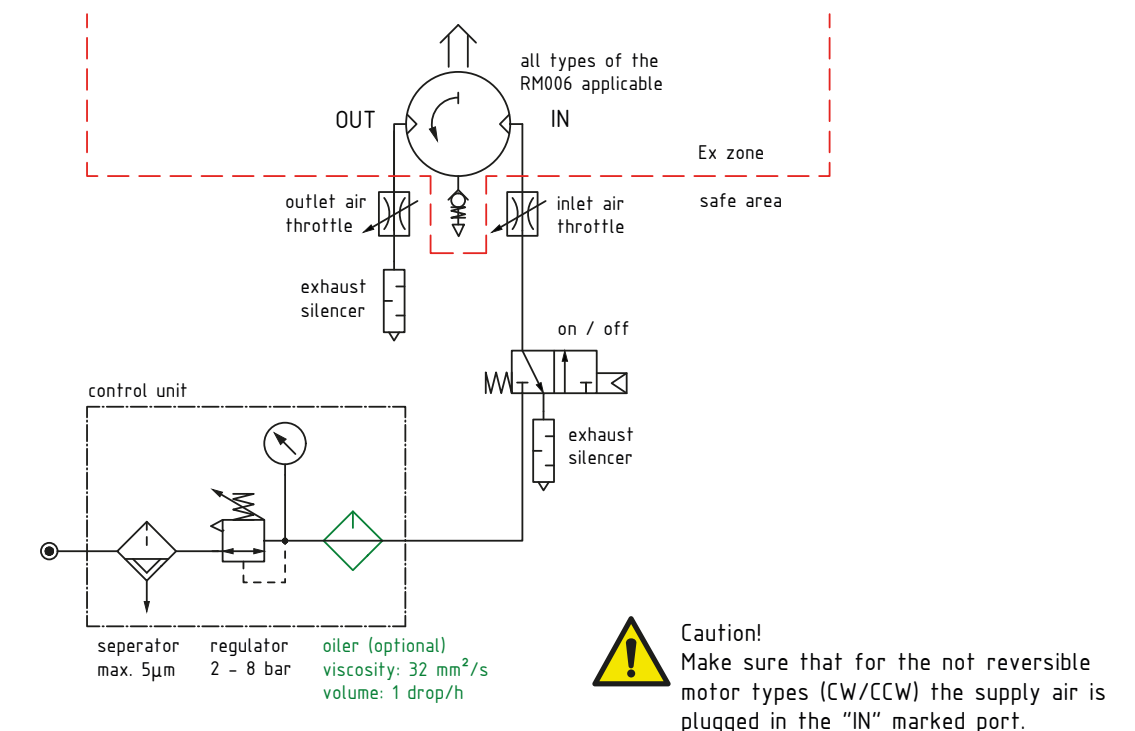 all types of the
RM006 applicable
OUT
IN
Ex zone
safe area
outlet air
throttle
inlet air
throttle
exhaust
silencer
on / off
control unit
exhaust
silencer
seperator
max. 5µm
regulator
2 - 8 bar
oiler (optional)
viscosity: 32 mm²/s
volume: 1 drop/h
Caution!
Make sure that for the not reversible
motor types (CW/CCW) the supply air is
plugged in the "IN" marked port.